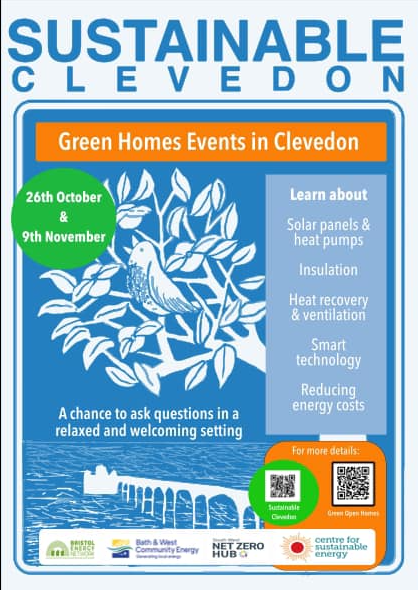 SUSTAINABLE
CLEVEDON
Green Homes Events in Clevedon
26th October
&
9th November
Learn about
Solar panels &
heat pumps
Insulation
Heat recovery
& ventilation
Smart
technology
Reducing
energy costs
A chance to ask questions in a
relaxed and welcoming setting
For more details:
Sustainable
Clevedon
Green Open Homes
BRISTOL
ENERGY
NETWORK
Bath & West
Community Energy
Generating local energy
South West
NET ZERO
HUB
centre for
sustainable
energy